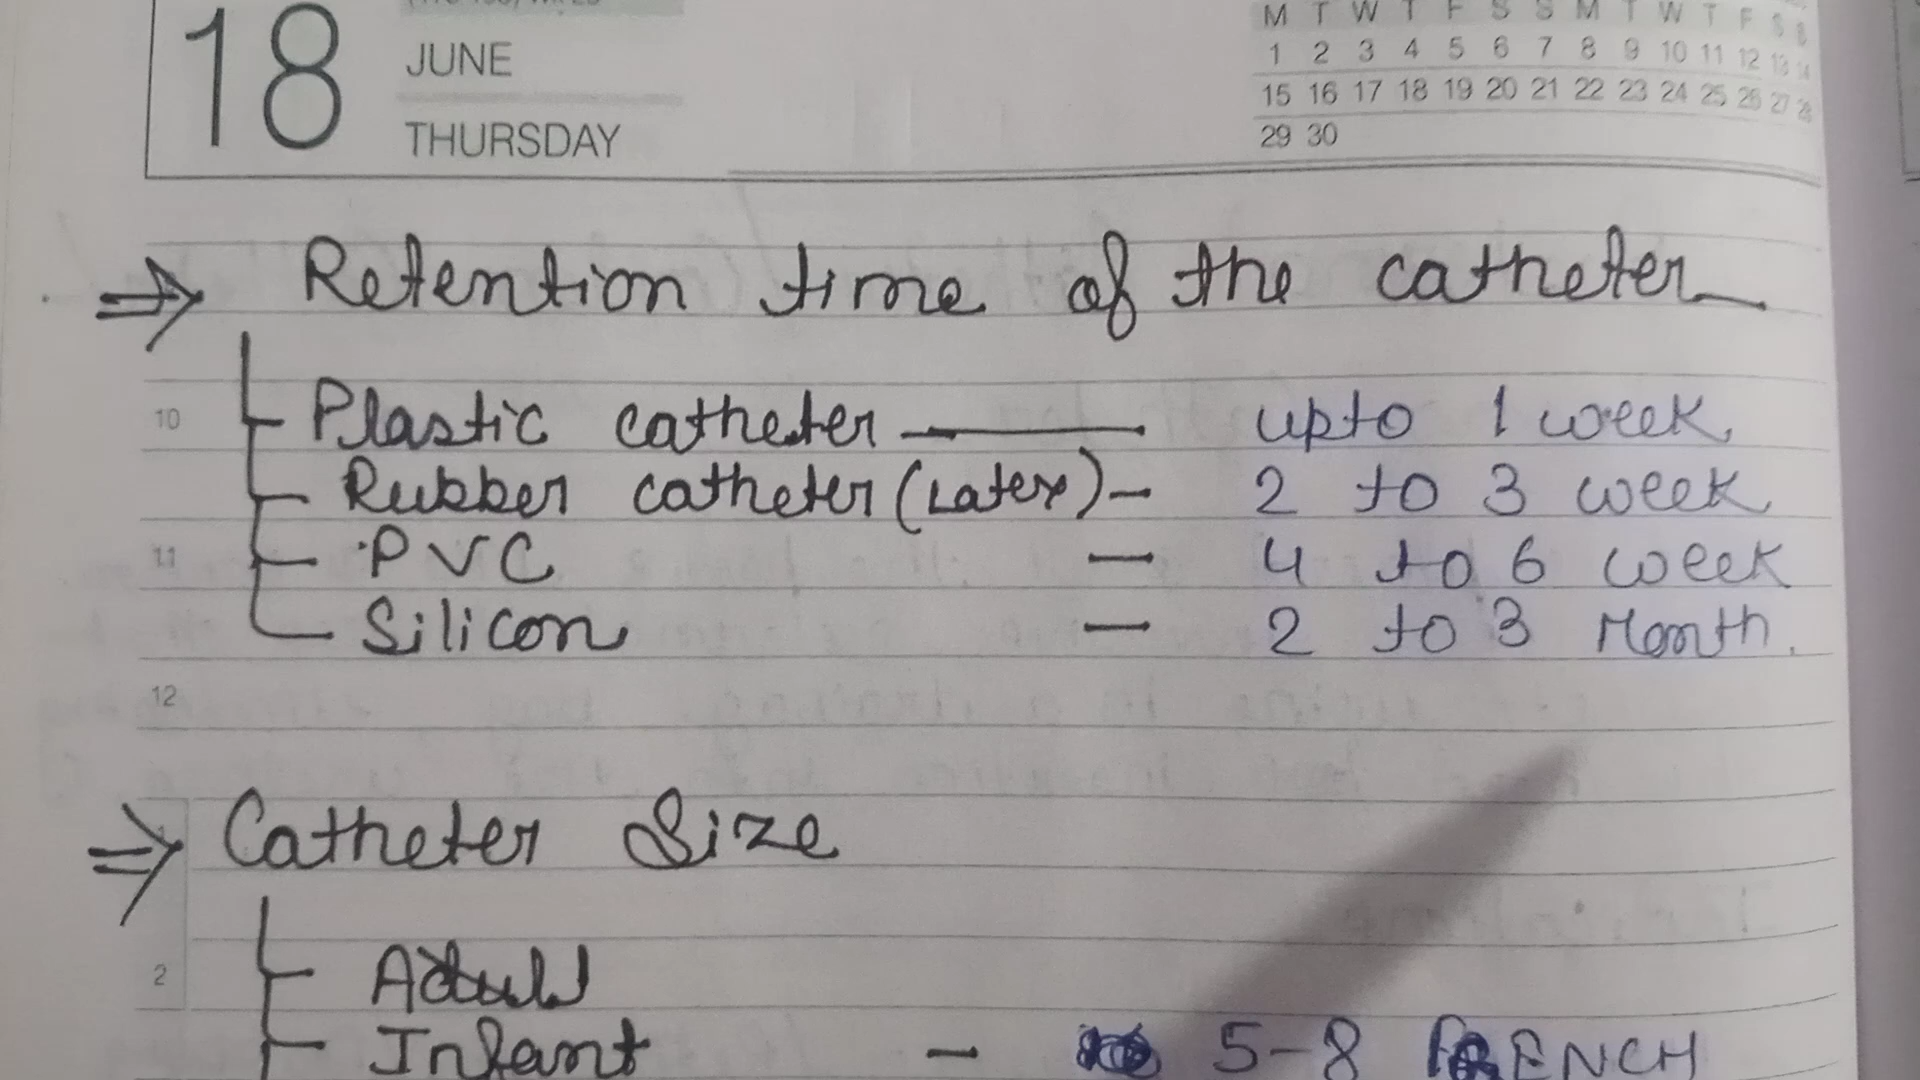 18 JUNE THURSDAY
M T W T F S S M T W T F S S
1 2 3 4 5 6 7 8 9 10 11 12 13 14
15 16 17 18 19 20 21 22 23 24 25 26 27 28
29 30
⇒ Retention time of the catheter
10 Plastic catheter — upto 1 week
Rubber catheter (Latex) - 2 to 3 week
11 PVC - 4 to 6 week
Silicon - 2 to 3 Month.
12
⇒ Catheter Size
2 Adult
Infant - 5-8 FRENCH